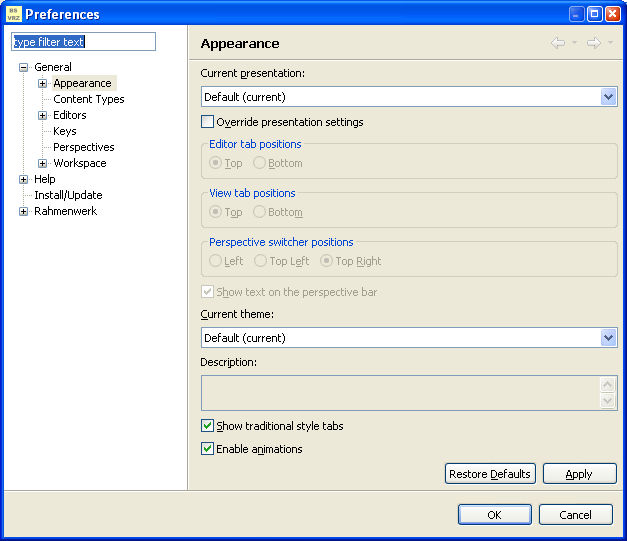 BS
VRZ
Preferences
type filter text
General
Appearance
Content Types
Editors
Keys
Perspectives
Workspace
Help
Install/Update
Rahmenwerk
Appearance
Current presentation:
Default (current)
Override presentation settings
Editor tab positions
Top Bottom
View tab positions
Top Bottom
Perspective switcher positions
Left Top Left Top Right
Show text on the perspective bar
Current theme:
Default (current)
Description:
Show traditional style tabs
Enable animations
Restore Defaults Apply
OK Cancel